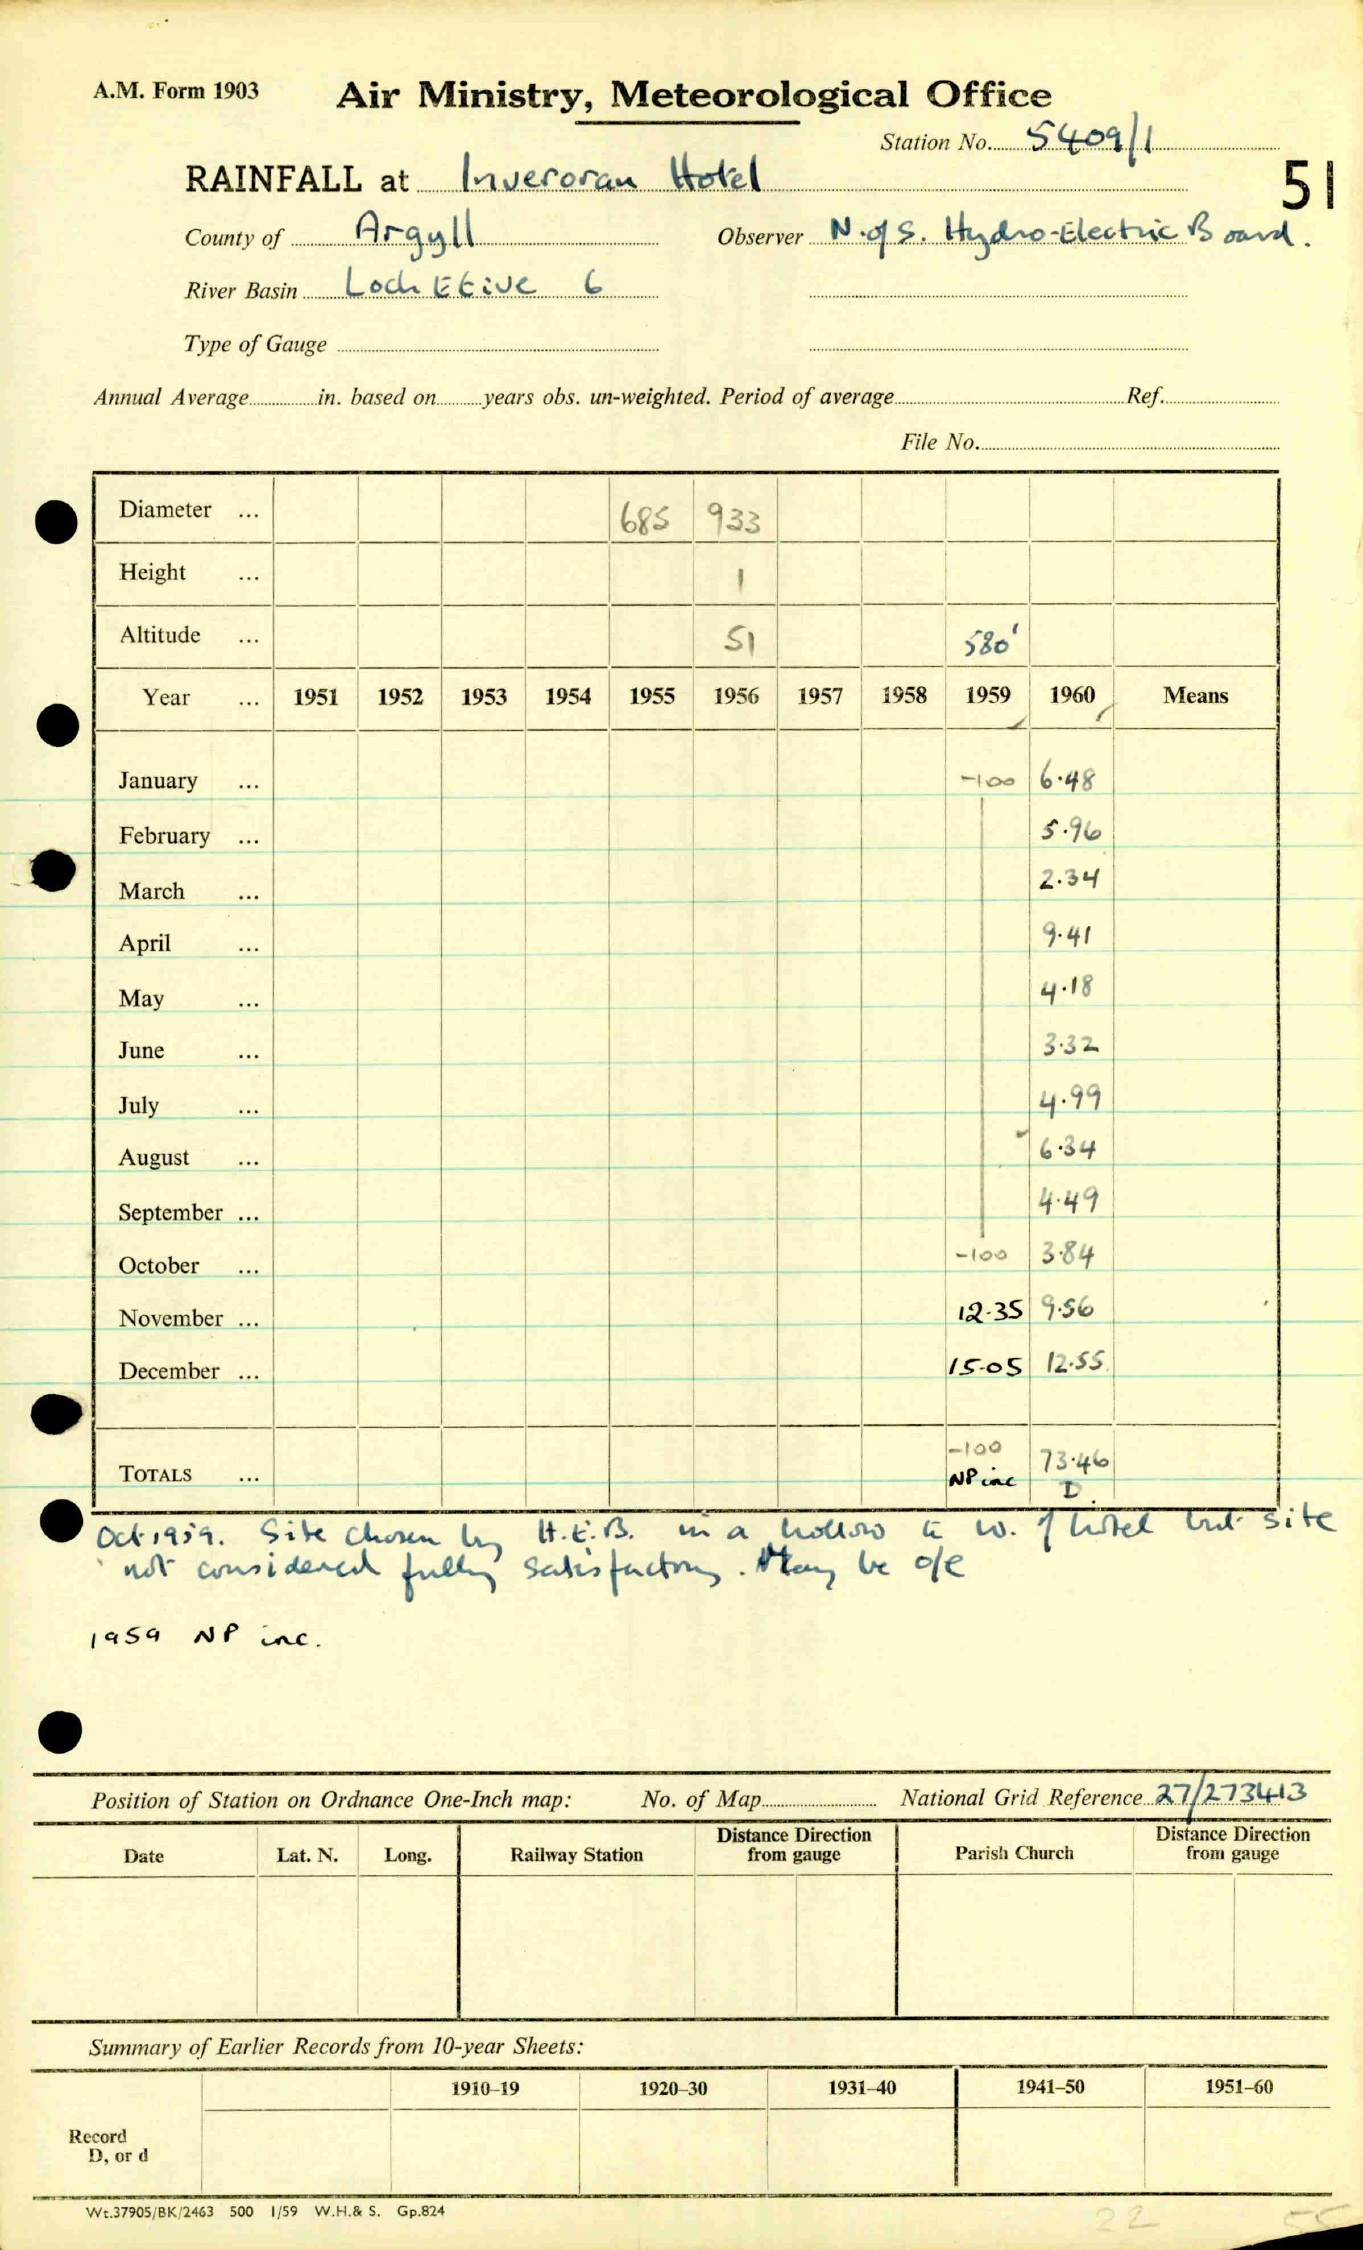 A.M. Form 1903 Air Ministry, Meteorological Office
Station No. 5409/1
RAINFALL at Inveroran Hotel 51
County of Argyll Observer N. of S. Hydro-Electric Board.
River Basin Loch Etive 6
Type of Gauge
Annual Average in. based on years obs. un-weighted. Period of average Ref.
File No.
Diameter ... 685 933
Height ... 1
Altitude ... 51 580'
Year ... 1951 1952 1953 1954 1955 1956 1957 1958 1959 1960 Means
January ... -100 6.48
February ... 5.96
March ... 2.34
April ... 9.41
May ... 4.18
June ... 3.32
July ... 4.99
August ... 6.34
September ... 4.49
October ... -100 3.84
November ... 12.35 9.56
December ... 15.05 12.55
-100
TOTALS ... NP inc 73.46
D.
Oct 1959. Site chosen by H.E.B. in a hollow to W. of hotel but site
not considered fully satisfactory. May be o/e
1959 NP inc.
Position of Station on Ordnance One-Inch map: No. of Map National Grid Reference 27/273413
Date Lat. N. Long. Railway Station Distance Direction from gauge Parish Church Distance Direction from gauge
Summary of Earlier Records from 10-year Sheets:
1910–19 1920–30 1931–40 1941–50 1951–60
Record
D, or d
Wt.37905/BK/2463 500 1/59 W.H.& S. Gp.824
22